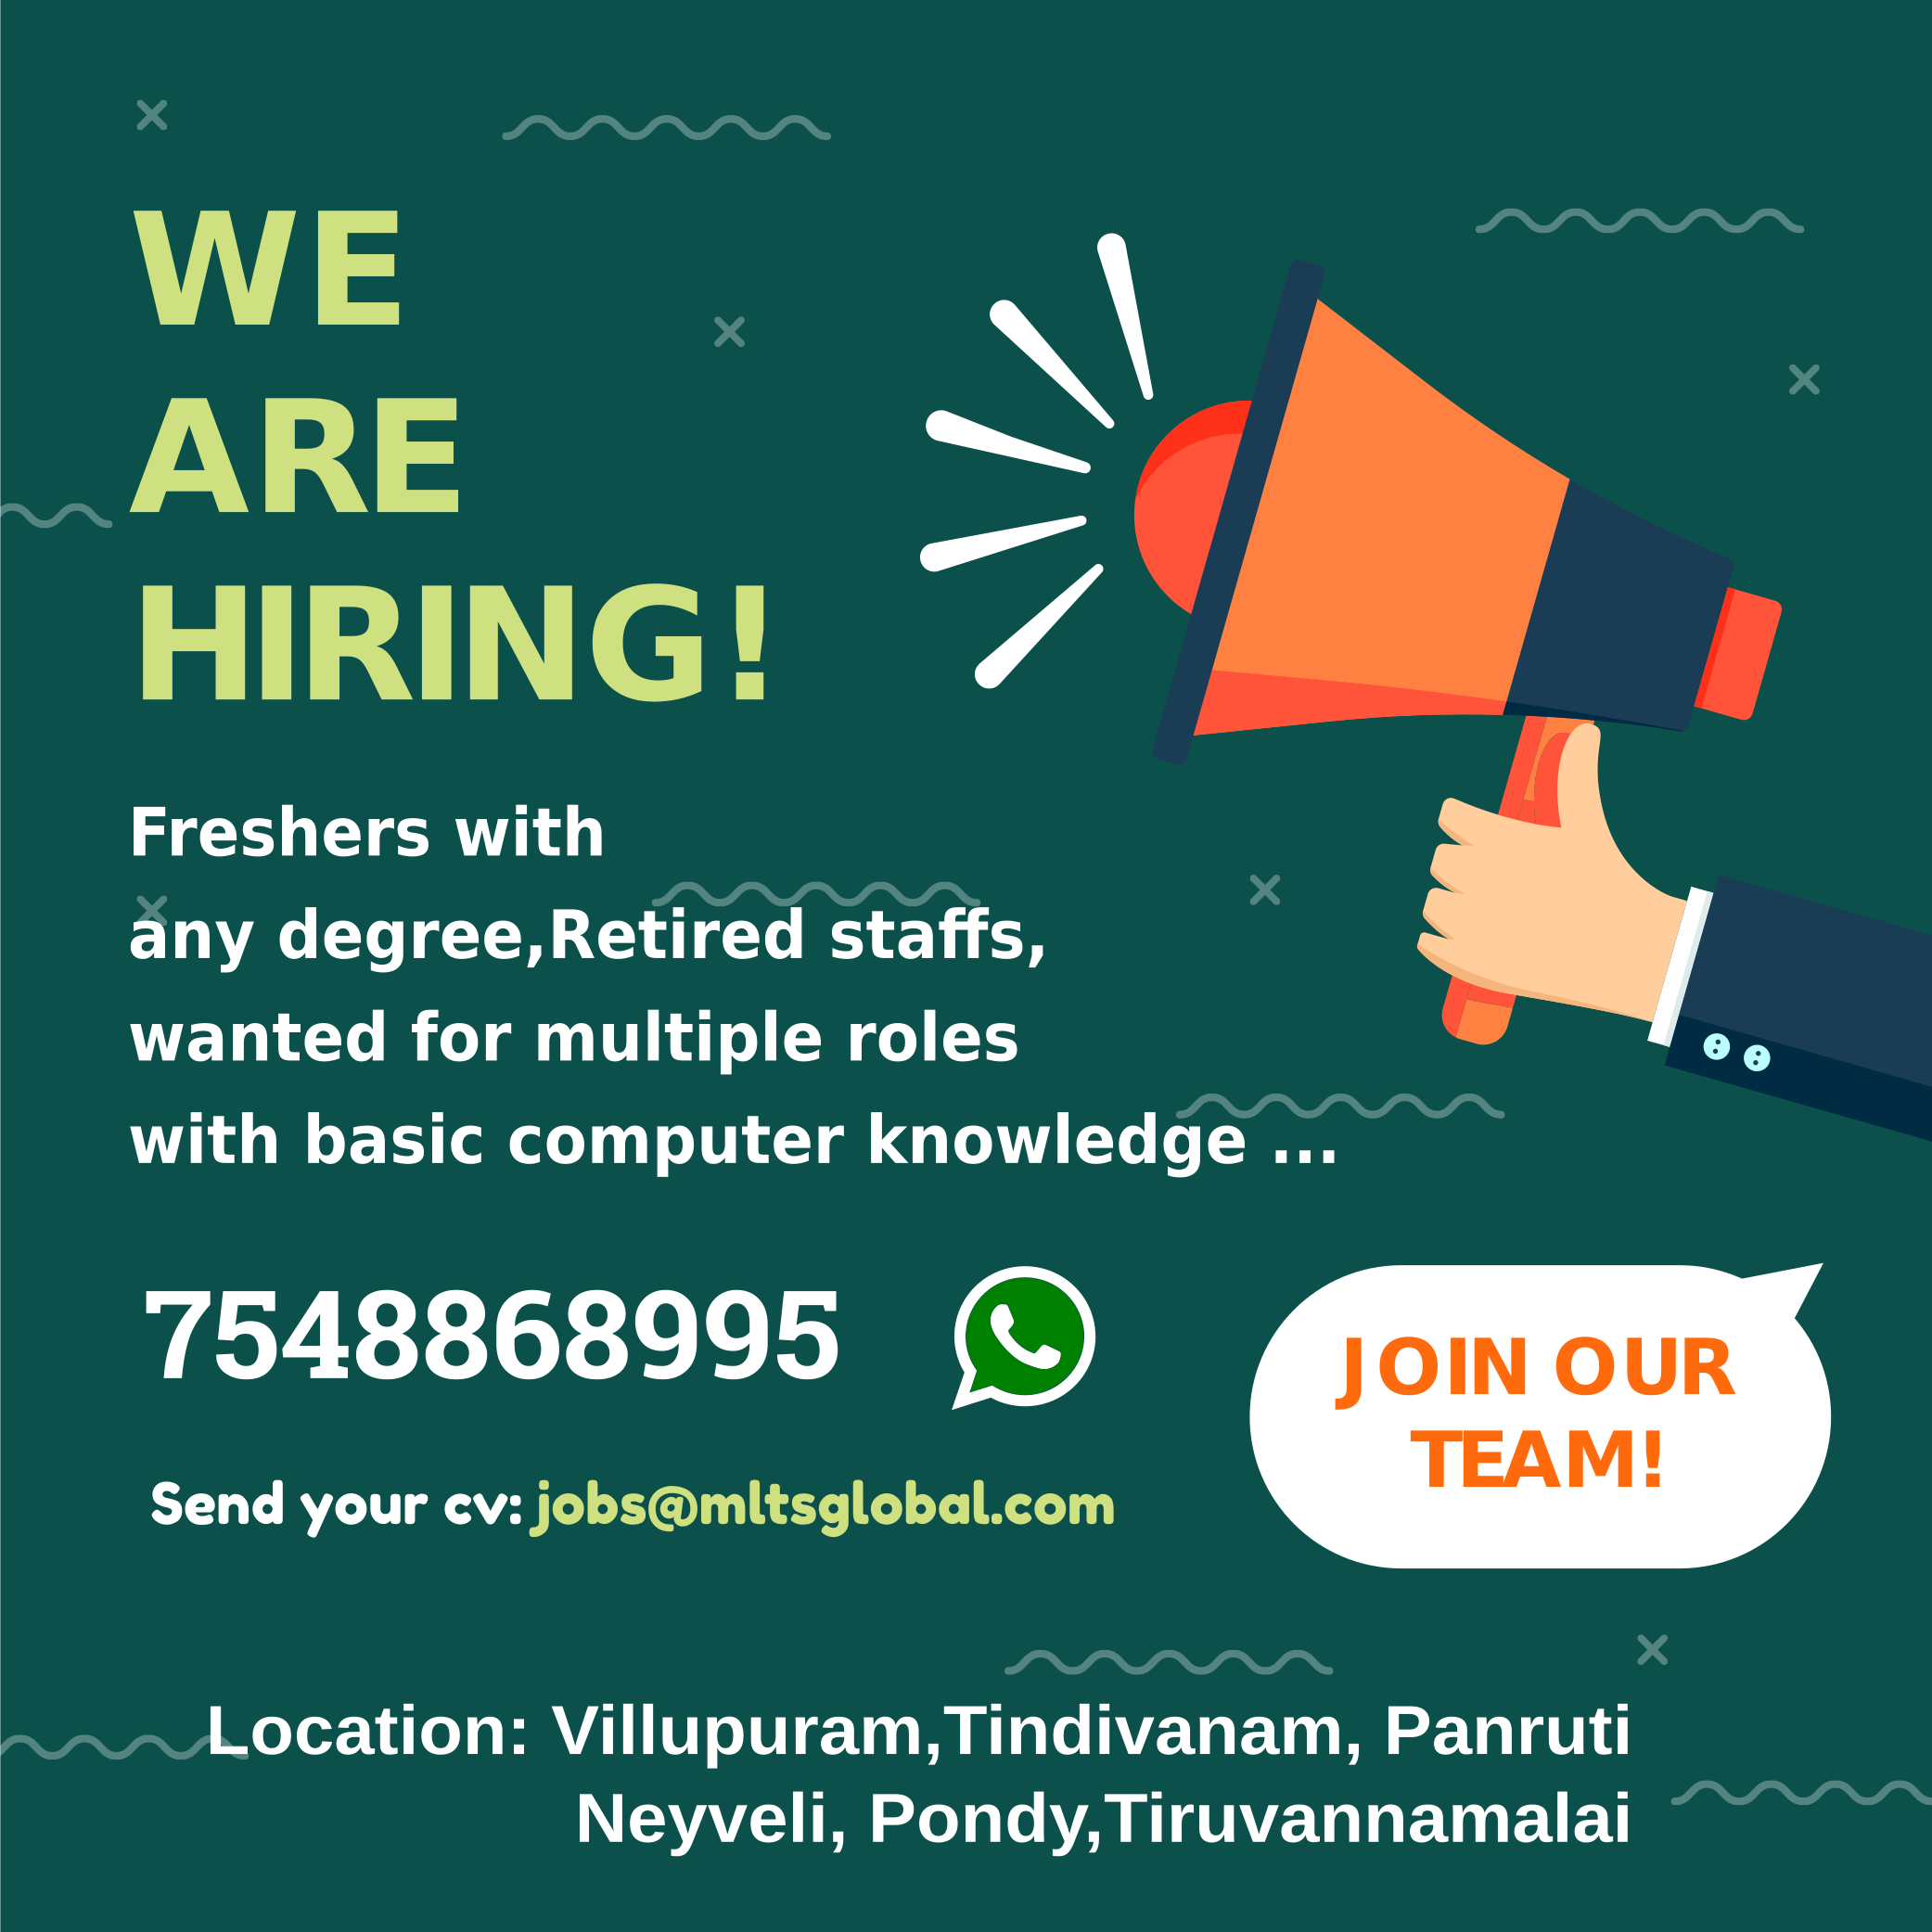 WE
ARE
HIRING!
Freshers with
any degree,Retired staffs,
wanted for multiple roles
with basic computer knowledge ...
7548868995
JOIN OUR
TEAM!
Send your cv: jobs@mltsglobal.com
Location: Villupuram,Tindivanam, Panruti
Neyveli, Pondy,Tiruvannamalai